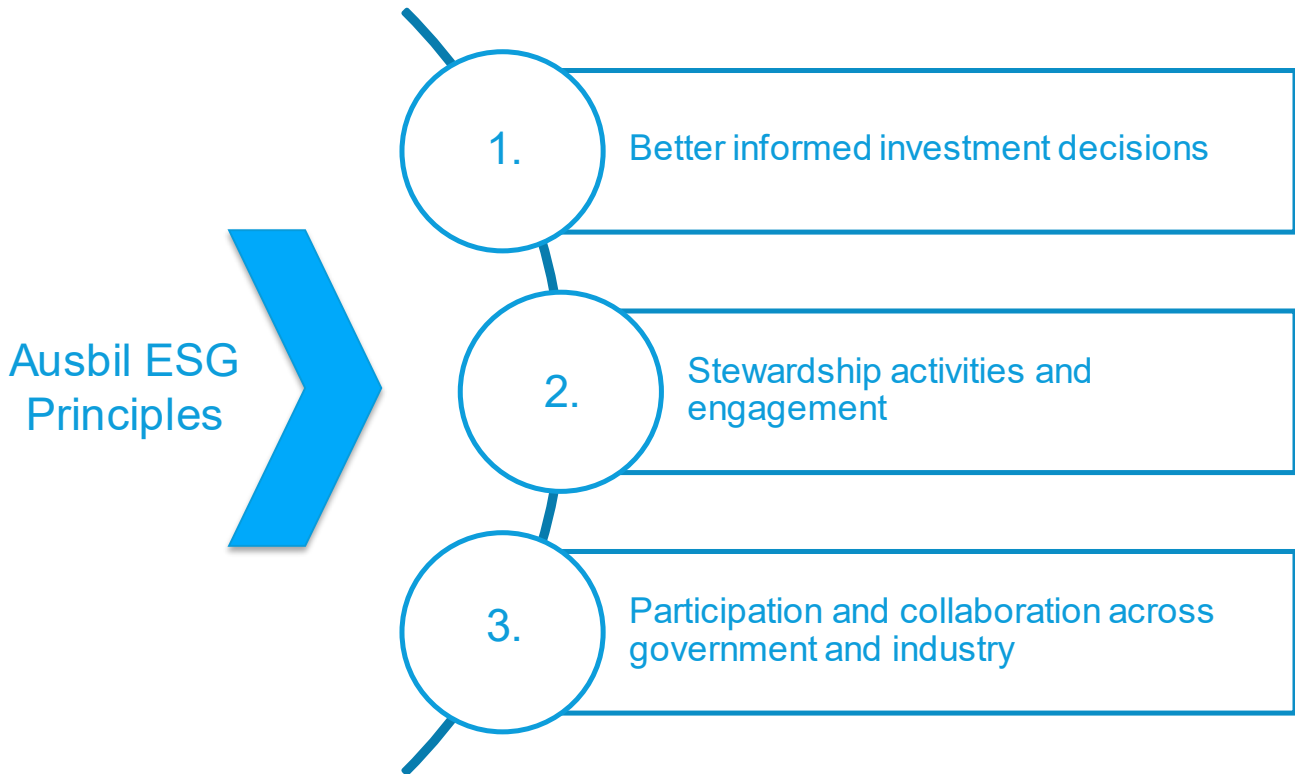 Ausbil ESG
Principles
1.
Better informed investment decisions
2.
Stewardship activities and
engagement
3.
Participation and collaboration across
government and industry